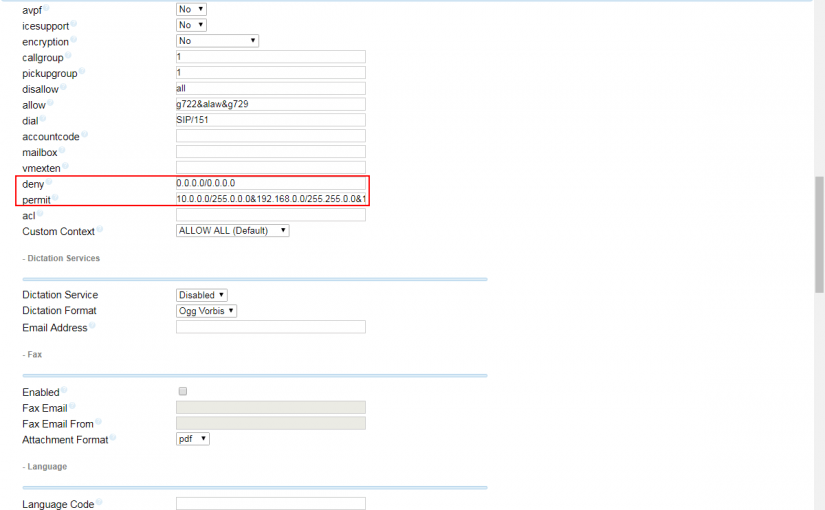 avpf No
icesupport No
encryption No
callgroup 1
pickupgroup 1
disallow all
allow g722&alaw&g729
dial SIP/151
accountcode
mailbox
vmexten
deny 0.0.0.0/0.0.0.0
permit 10.0.0.0/255.0.0.0&192.168.0.0/255.255.0.0&1
acl
Custom Context ALLOW ALL (Default)
- Dictation Services
Dictation Service Disabled
Dictation Format Ogg Vorbis
Email Address
- Fax
Enabled
Fax Email
Fax Email From
Attachment Format pdf
- Language
Language Code